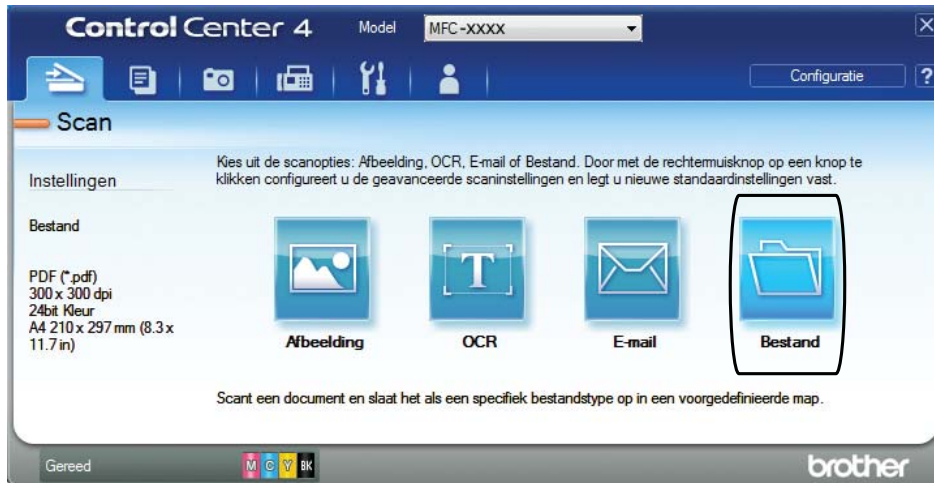 Control Center 4 Model MFC-XXXX X
Configuratie ?
Scan
Instellingen
Kies uit de scanopties: Afbeelding, OCR, E-mail of Bestand. Door met de rechtermuisknop op een knop te
klikken configureert u de geavanceerde scaninstellingen en legt u nieuwe standaardinstellingen vast.
Bestand
PDF (*.pdf)
300 x 300 dpi
24bit Kleur
A4 210 x 297 mm (8.3 x
11.7 in)
T
Afbeelding OCR E-mail Bestand
Scant een document en slaat het als een specifiek bestandstype op in een voorgedefinieerde map.
Gereed M C Y BK brother